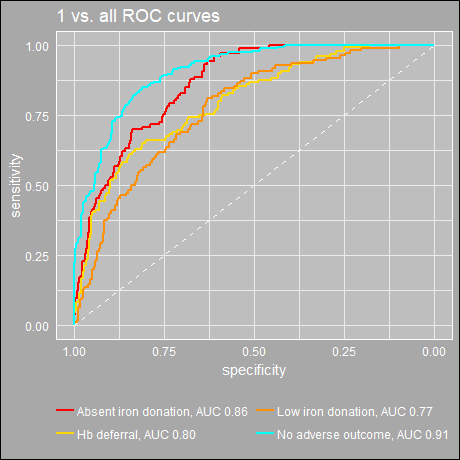 1 vs. all ROC curves
sensitivity
1.00
0.75
0.50
0.25
0.00
1.00 0.75 0.50 0.25 0.00
specificity
Absent iron donation, AUC 0.86 Low iron donation, AUC 0.77
Hb deferral, AUC 0.80 No adverse outcome, AUC 0.91